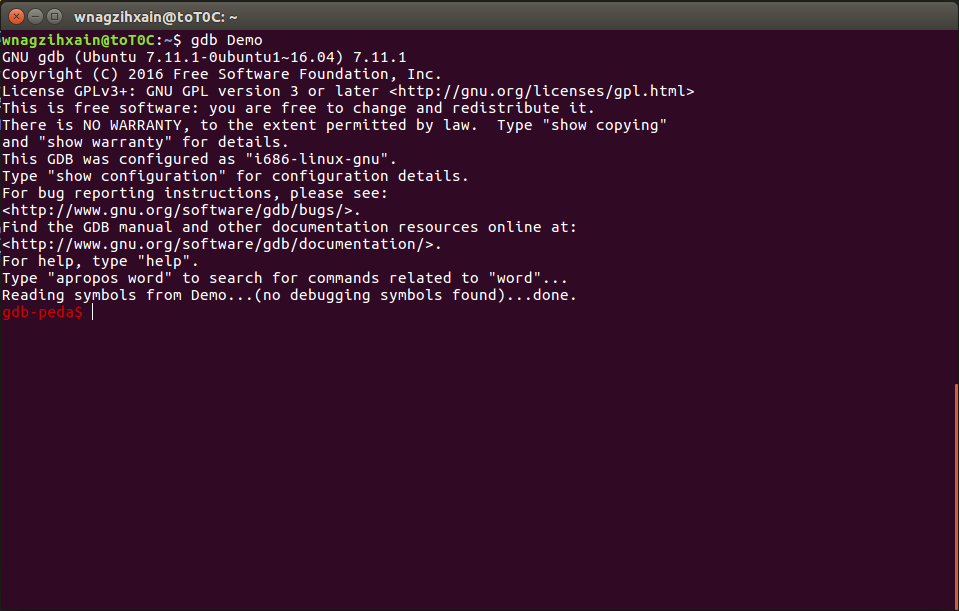 wnagzihxain@toT0C: ~
wnagzihxain@toT0C:~$ gdb Demo
GNU gdb (Ubuntu 7.11.1-0ubuntu1~16.04) 7.11.1
Copyright (C) 2016 Free Software Foundation, Inc.
License GPLv3+: GNU GPL version 3 or later <http://gnu.org/licenses/gpl.html>
This is free software: you are free to change and redistribute it.
There is NO WARRANTY, to the extent permitted by law.  Type "show copying"
and "show warranty" for details.
This GDB was configured as "i686-linux-gnu".
Type "show configuration" for configuration details.
For bug reporting instructions, please see:
<http://www.gnu.org/software/gdb/bugs/>.
Find the GDB manual and other documentation resources online at:
<http://www.gnu.org/software/gdb/documentation/>.
For help, type "help".
Type "apropos word" to search for commands related to "word"...
Reading symbols from Demo...(no debugging symbols found)...done.
gdb-peda$